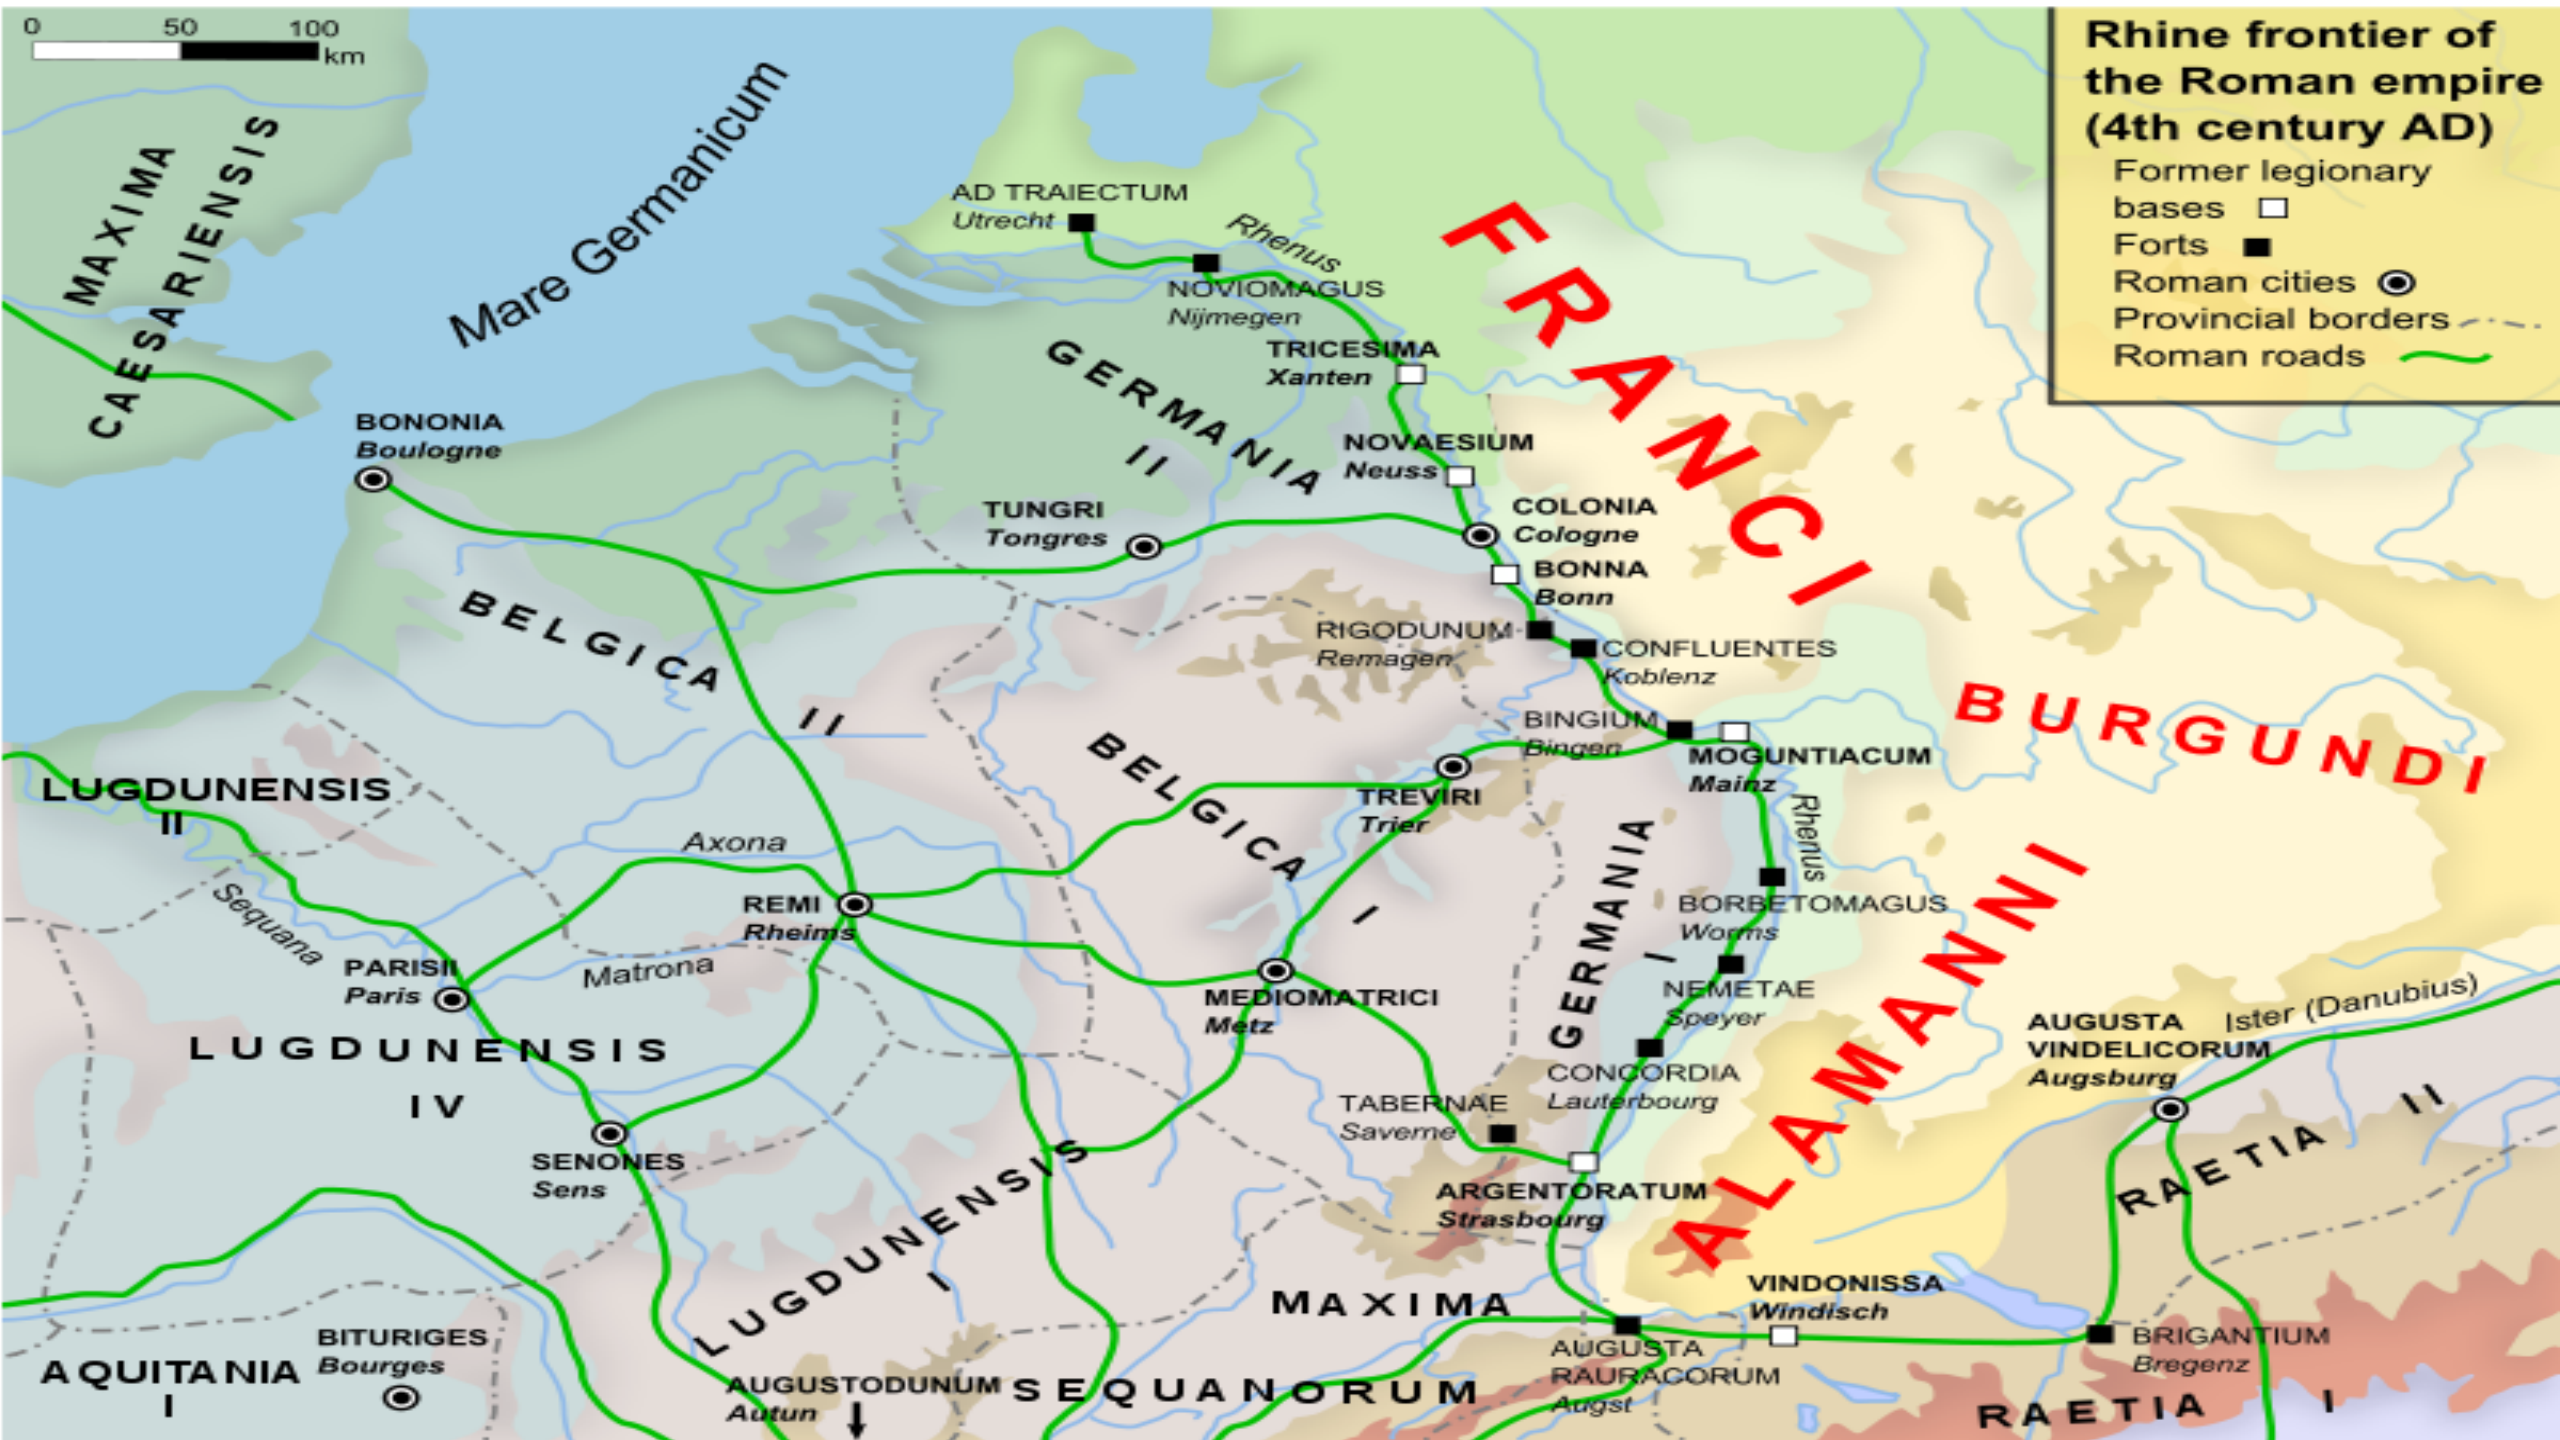 0 50 100
km
Rhine frontier of
the Roman empire
(4th century AD)
Former legionary
bases
Forts
Roman cities
Provincial borders
Roman roads
MAXIMA
CAESARIENSIS
Mare Germanicum
AD TRAIECTUM
Utrecht
Rhenus
NOVIOMAGUS
Nijmegen
TRICESIMA
Xanten
FRANCI
GERMANIA
II
BONONIA
Boulogne
NOVAESIUM
Neuss
TUNGRI
Tongres
COLONIA
Cologne
BONNA
Bonn
BELGICA
II
RIGODUNUM
Remagen
CONFLUENTES
Koblenz
BURGUNDI
BINGIUM
Bingen
MOGUNTIACUM
Mainz
BELGICA
I
TREVIRI
Trier
LUGDUNENSIS
II
Rhenus
Axona
GERMANIA
I
ALAMANNI
Sequana
REMI
Rheims
BORBETOMAGUS
Worms
PARISII
Paris
Matrona
MEDIOMATRICI
Metz
NEMETAE
Speyer
Ister (Danubius)
AUGUSTA
VINDELICORUM
Augsburg
LUGDUNENSIS
IV
CONCORDIA
Lauterbourg
TABERNAE
Saverne
RAETIA II
SENONES
Sens
ARGENTORATUM
Strasbourg
LUGDUNENSIS
I
MAXIMA
SEQUANORUM
VINDONISSA
Windisch
AUGUSTA
RAURACORUM
Augst
BRIGANTIUM
Bregenz
BITURIGES
Bourges
AQUITANIA
I
AUGUSTODUNUM
Autun
RAETIA I